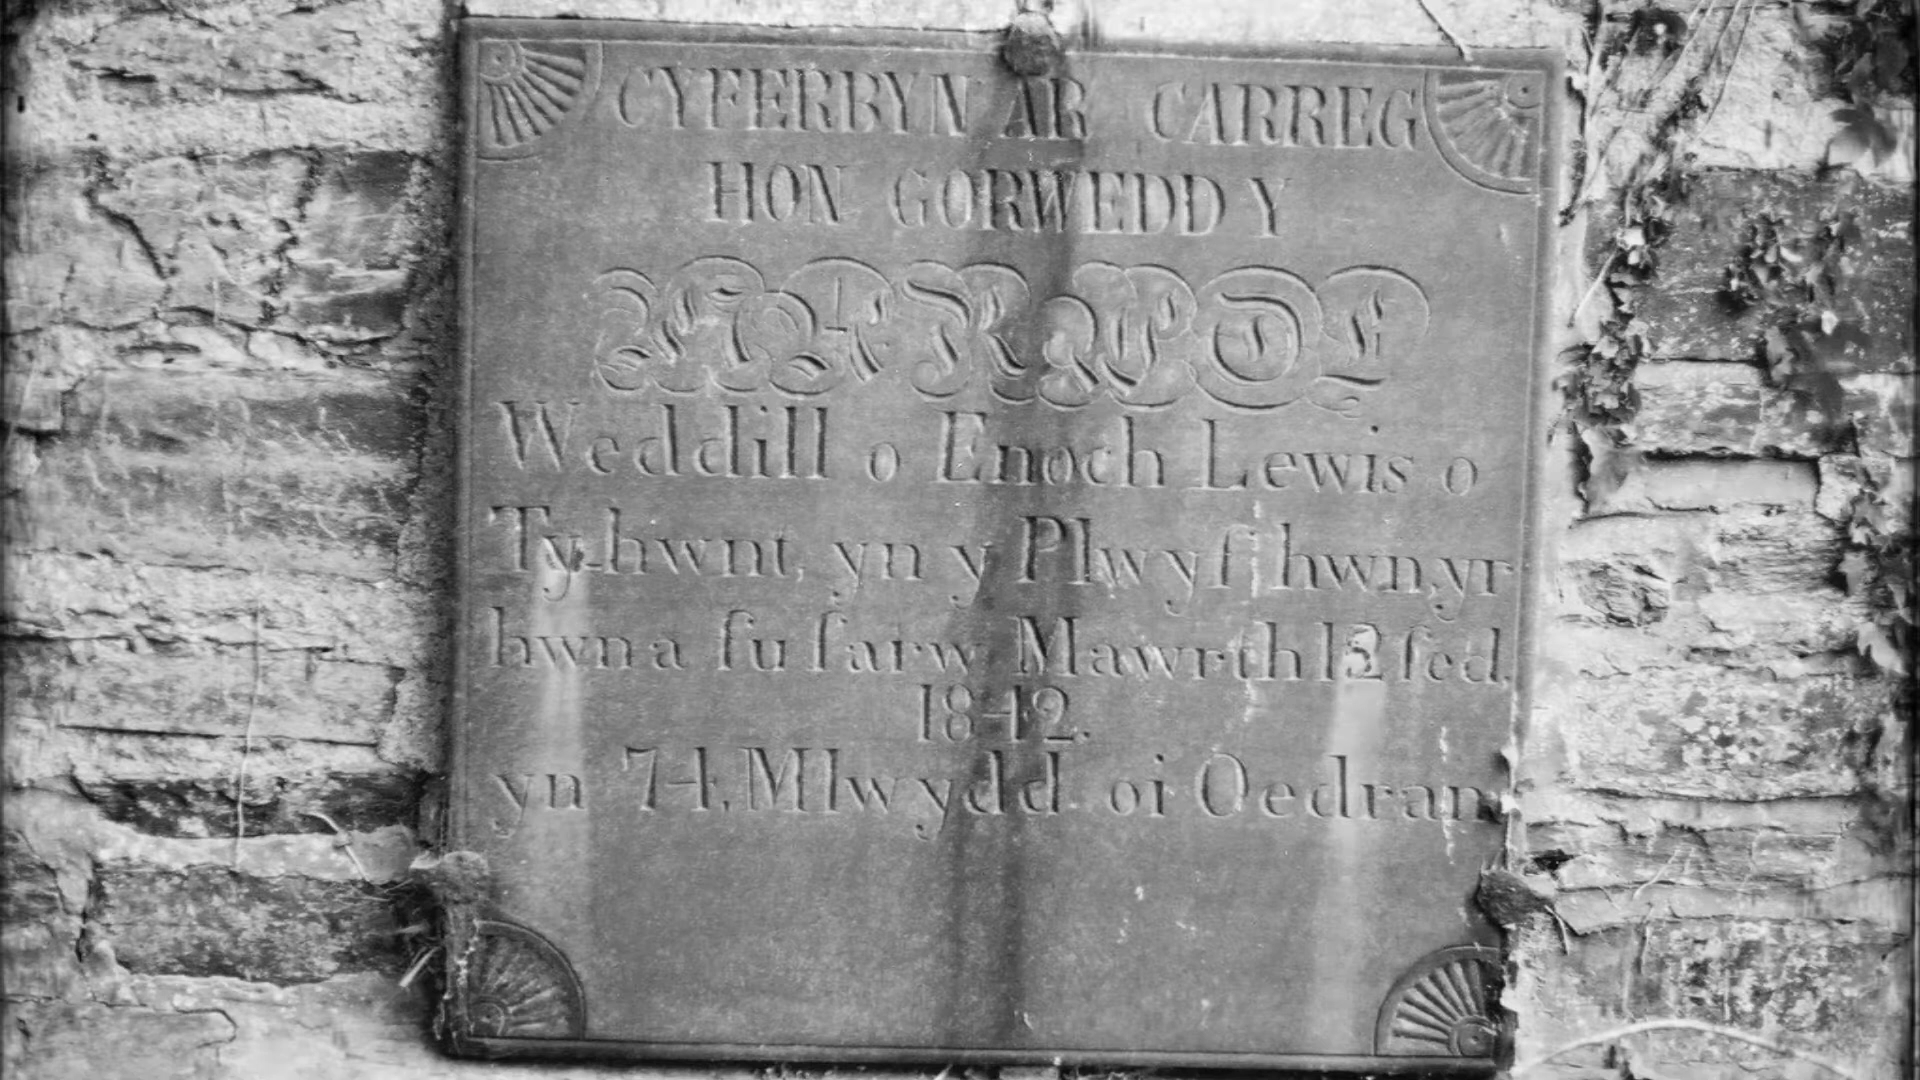 CYFERBYN AR CARREG
HON GORWEDD Y
MARWOL
Weddill o Enoch Lewis o
Ty-hwnt, yn y Plwyf hwn, yr
hwn a fu farw Mawrth 12fed.
1842.
yn 74, Mlwydd oi Oedran.